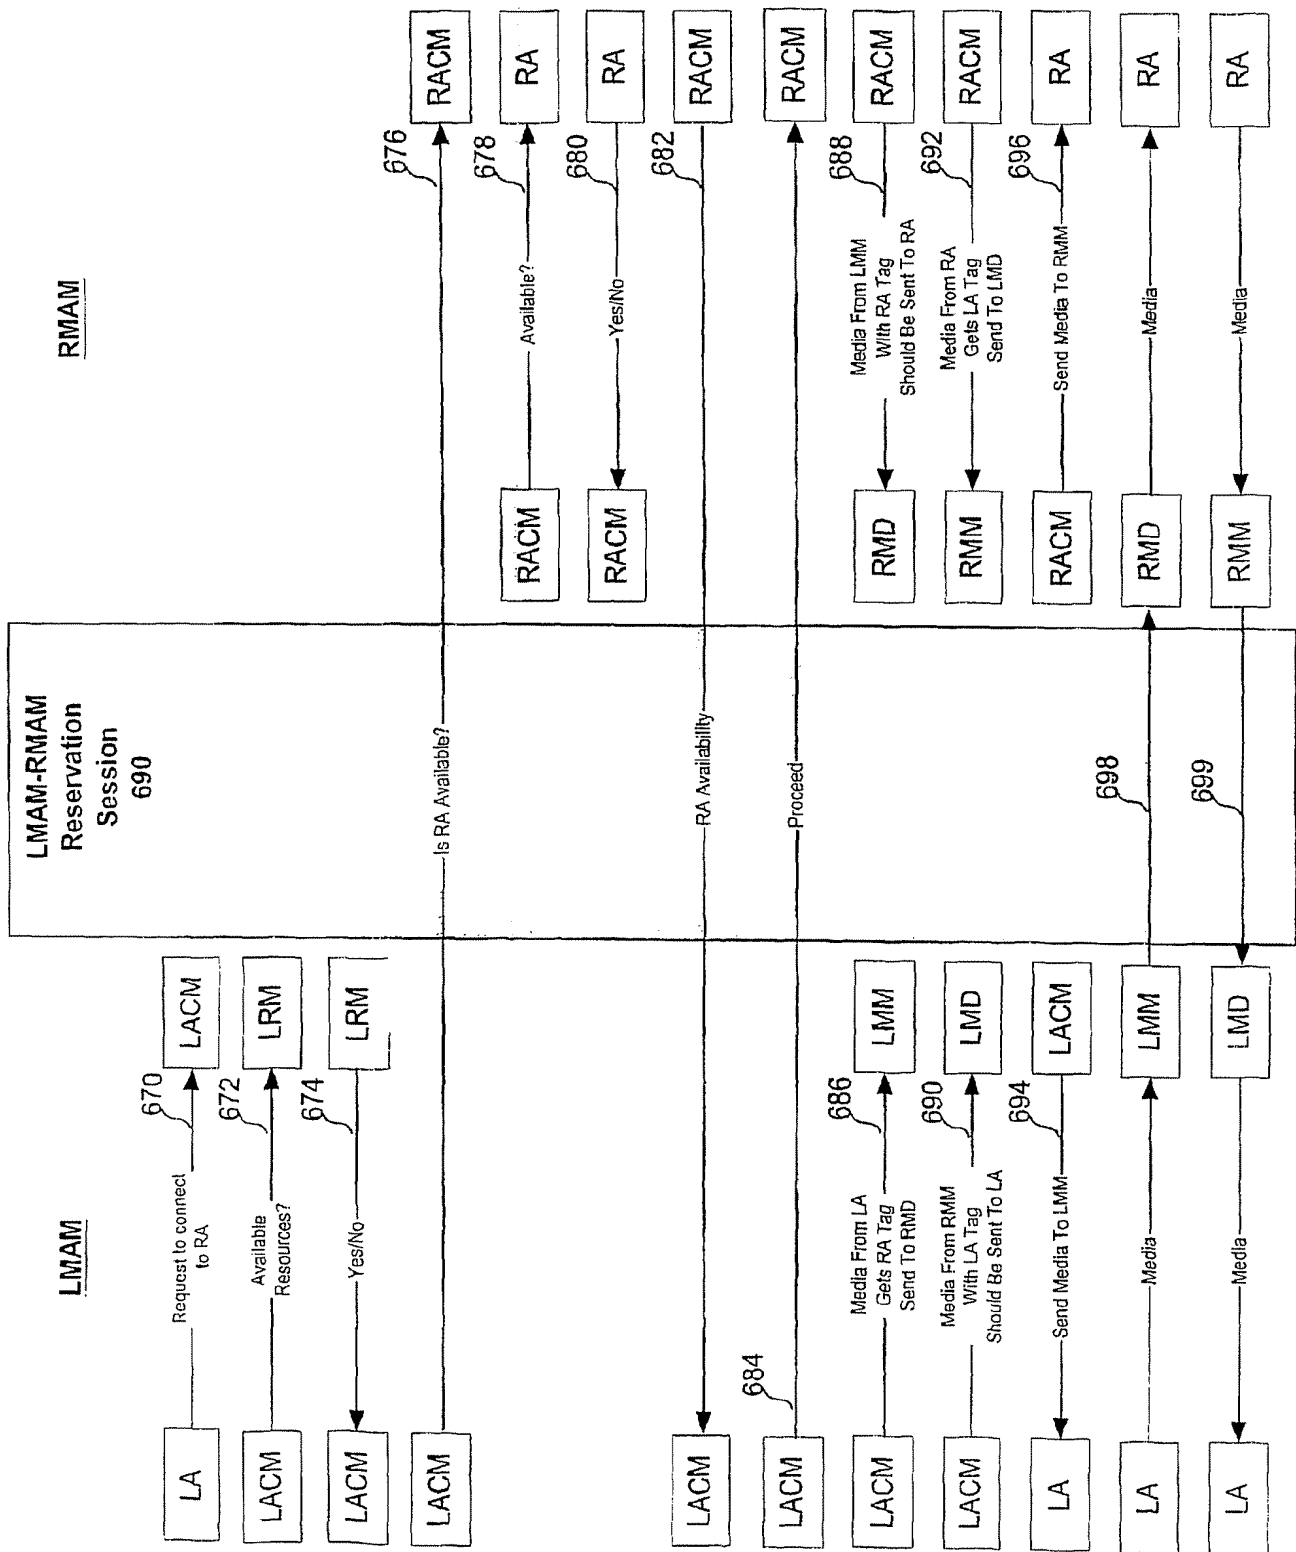 LMAM
LMAM-RMAM
Reservation
Session
690
RMAM
LA
Request to connect
to RA
670
LACM
LACM
Available
Resources?
672
LRM
LACM
Yes/No
674
LRM
LACM
Is RA Available?
676
RACM
RACM
Available?
678
RA
RACM
Yes/No
680
RA
LACM
RA Availability
682
RACM
LACM
684
Proceed
RACM
LACM
Media From LA
Gets RA Tag
Send To RMD
686
LMM
RMD
Media From LMM
With RA Tag
Should Be Sent To RA
688
RACM
LACM
Media From RMM
With LA Tag
Should Be Sent To LA
690
LMD
RMM
Media From RA
Gets LA Tag
Send To LMD
692
RACM
LA
Send Media To LMM
694
LACM
RACM
Send Media To RMM
696
RA
LA
Media
LMM
698
RMD
Media
RA
LA
Media
LMD
699
RMM
Media
RA